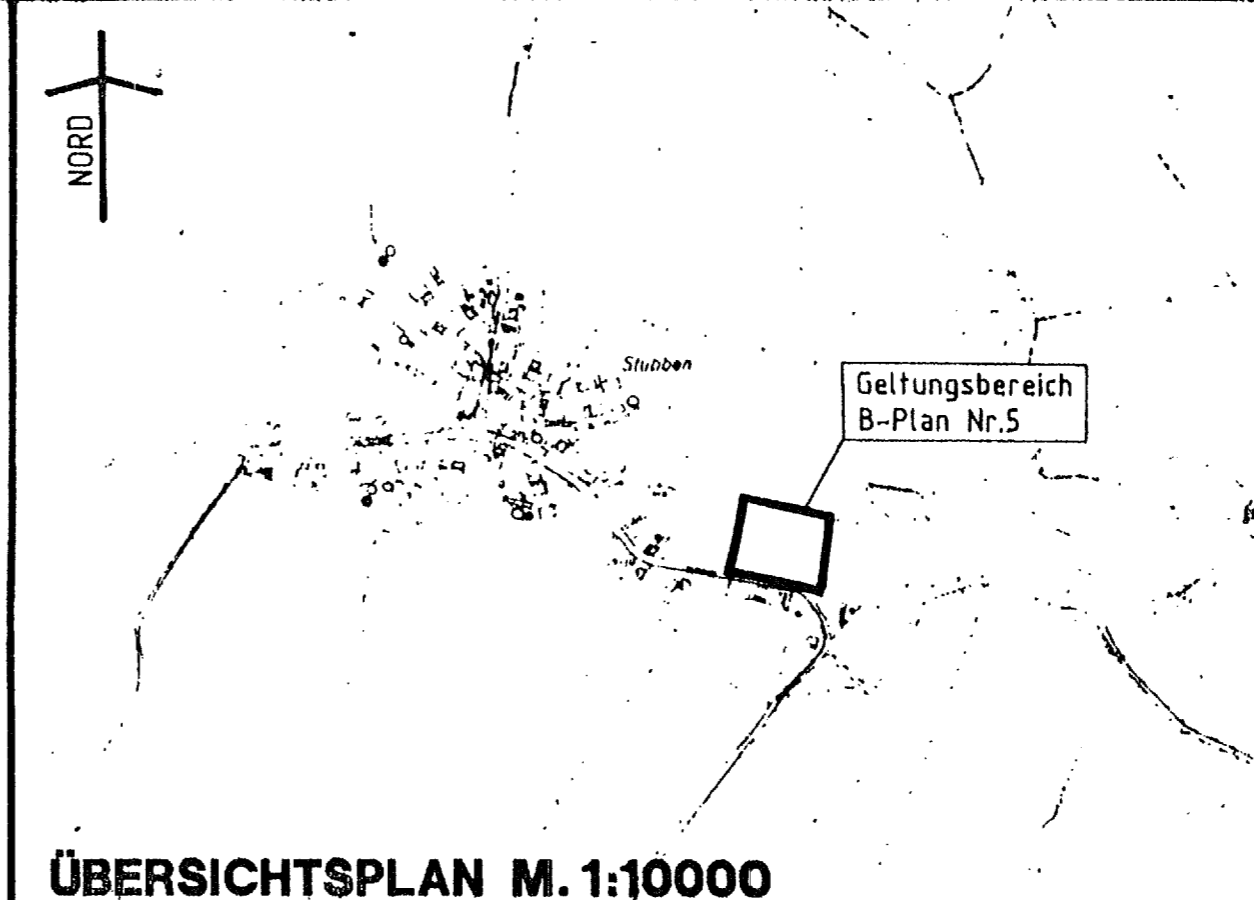 NORD
Stubben
Geltungsbereich
B-Plan Nr.5
ÜBERSICHTSPLAN M. 1:10000